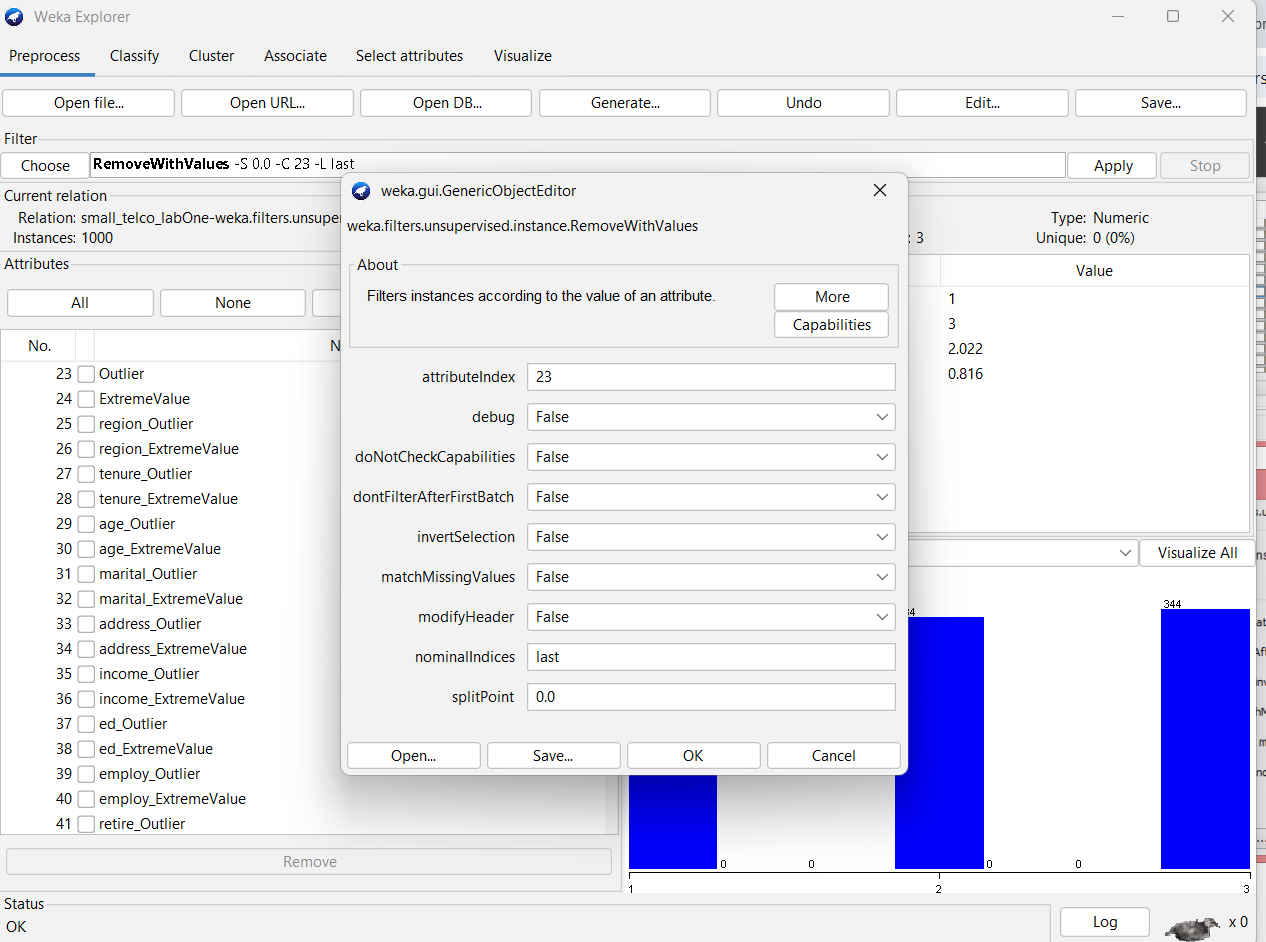 Weka Explorer
Preprocess Classify Cluster Associate Select attributes Visualize
Open file... Open URL... Open DB... Generate... Undo Edit... Save...
Filter
Choose RemoveWithValues -S 0.0 -C 23 -L last Apply Stop
Current relation
Relation: small_telco_labOne-weka.filters.unsupe
Instances: 1000
: 3
Type: Numeric
Unique: 0 (0%)
Attributes
All None
No. N
23 Outlier
24 ExtremeValue
25 region_Outlier
26 region_ExtremeValue
27 tenure_Outlier
28 tenure_ExtremeValue
29 age_Outlier
30 age_ExtremeValue
31 marital_Outlier
32 marital_ExtremeValue
33 address_Outlier
34 address_ExtremeValue
35 income_Outlier
36 income_ExtremeValue
37 ed_Outlier
38 ed_ExtremeValue
39 employ_Outlier
40 employ_ExtremeValue
41 retire_Outlier
Remove
weka.gui.GenericObjectEditor
weka.filters.unsupervised.instance.RemoveWithValues
About
Filters instances according to the value of an attribute.
More
Capabilities
attributeIndex 23
debug False
doNotCheckCapabilities False
dontFilterAfterFirstBatch False
invertSelection False
matchMissingValues False
modifyHeader False
nominalIndices last
splitPoint 0.0
Open... Save... OK Cancel
Value
1
3
2.022
0.816
Visualize All
4 344
0 0 0 0
1 2 3
Status
OK
Log x 0